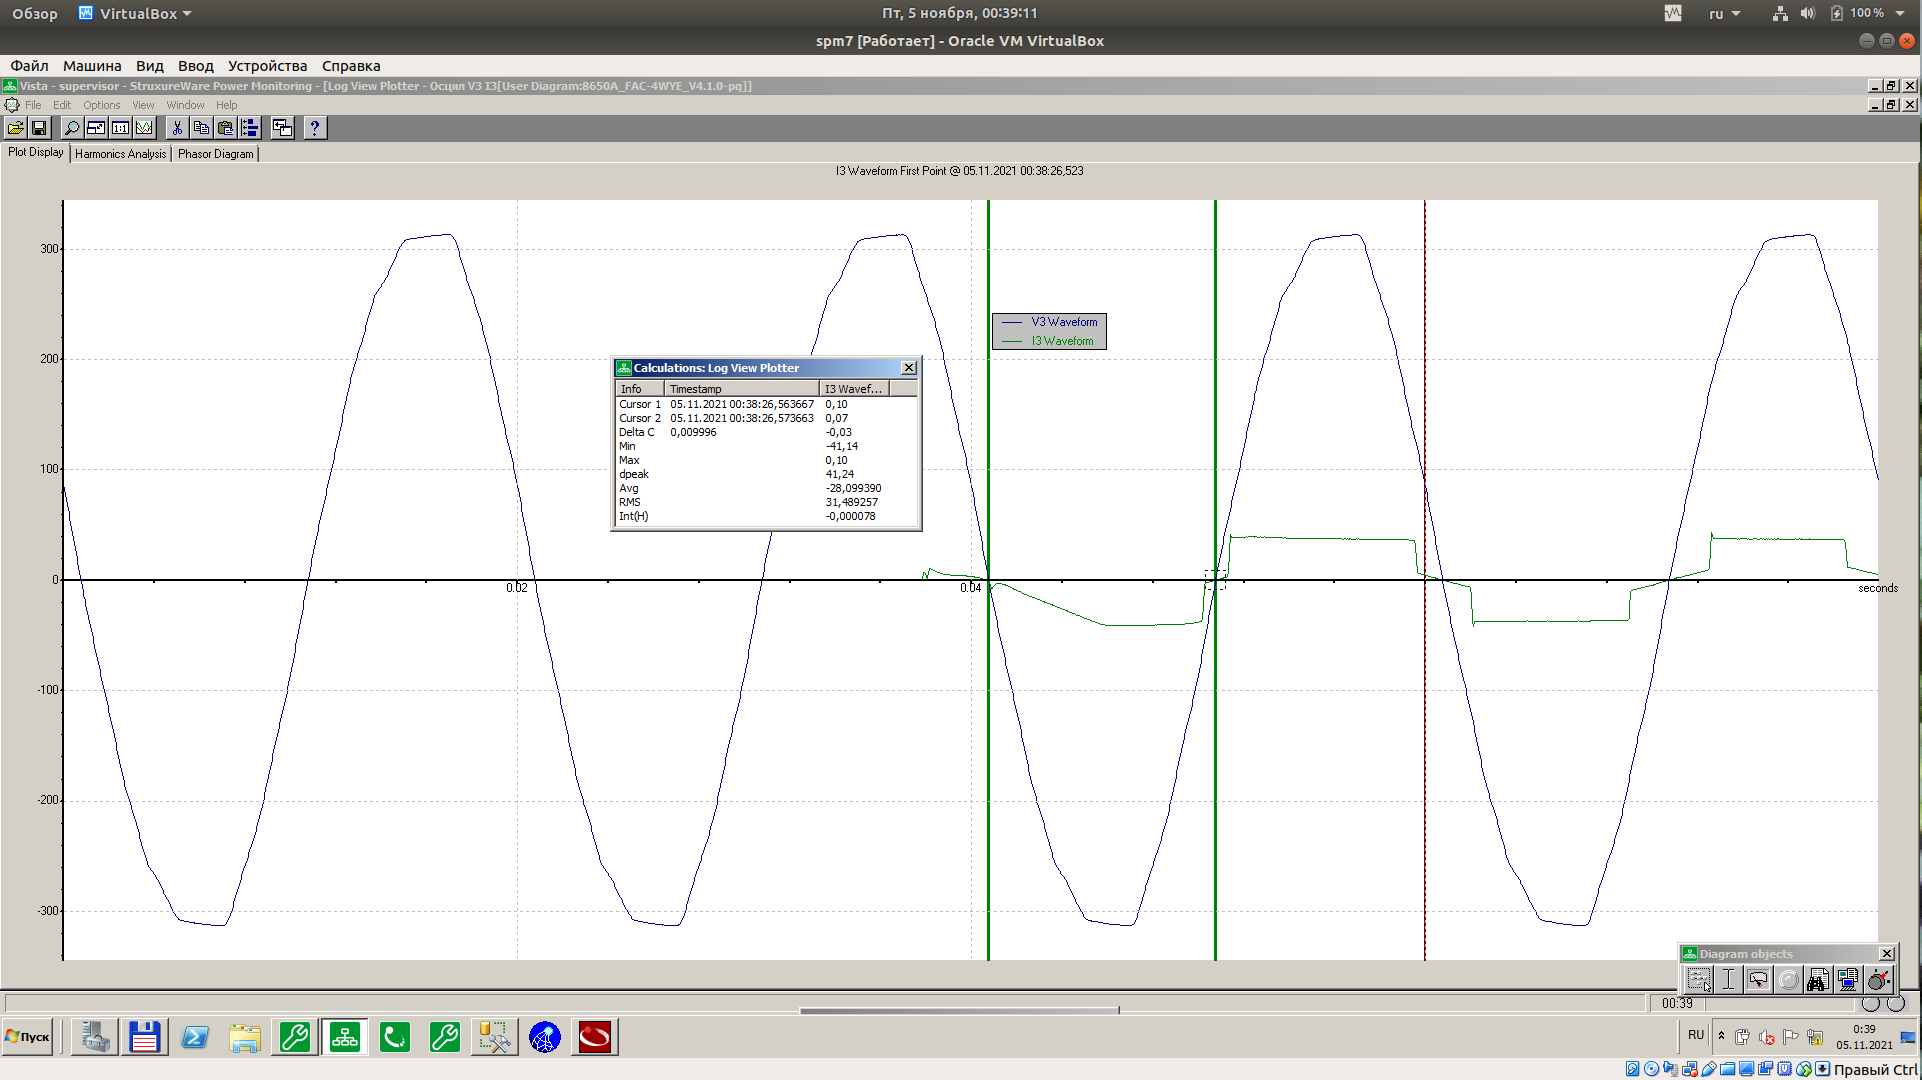 Обзор VirtualBox Пт, 5 ноября, 00:39:11 ru 100 %
spm7 [Работает] - Oracle VM VirtualBox
Файл Машина Вид Ввод Устройства Справка
Vista - supervisor - StruxureWare Power Monitoring - [Log View Plotter - Осцил V3 I3[User Diagram:8650A_FAC-4WYE_V4.1.0-pq]]
File Edit Options View Window Help
1:1 ?
Plot Display Harmonics Analysis Phasor Diagram
I3 Waveform First Point @ 05.11.2021 00:38:26,523
300
V3 Waveform
I3 Waveform
200
Calculations: Log View Plotter
Info Timestamp I3 Wavef...
Cursor 1 05.11.2021 00:38:26,563667 0,10
Cursor 2 05.11.2021 00:38:26,573663 0,07
Delta C 0,009996 -0,03
Min -41,14
Max 0,10
dpeak 41,24
Avg -28,099390
RMS 31,489257
Int(H) -0,000078
100
0
0.02 0.04 seconds
-100
-200
-300
Diagram objects
00:39
Пуск RU 0:39
05.11.2021
Правый Ctrl